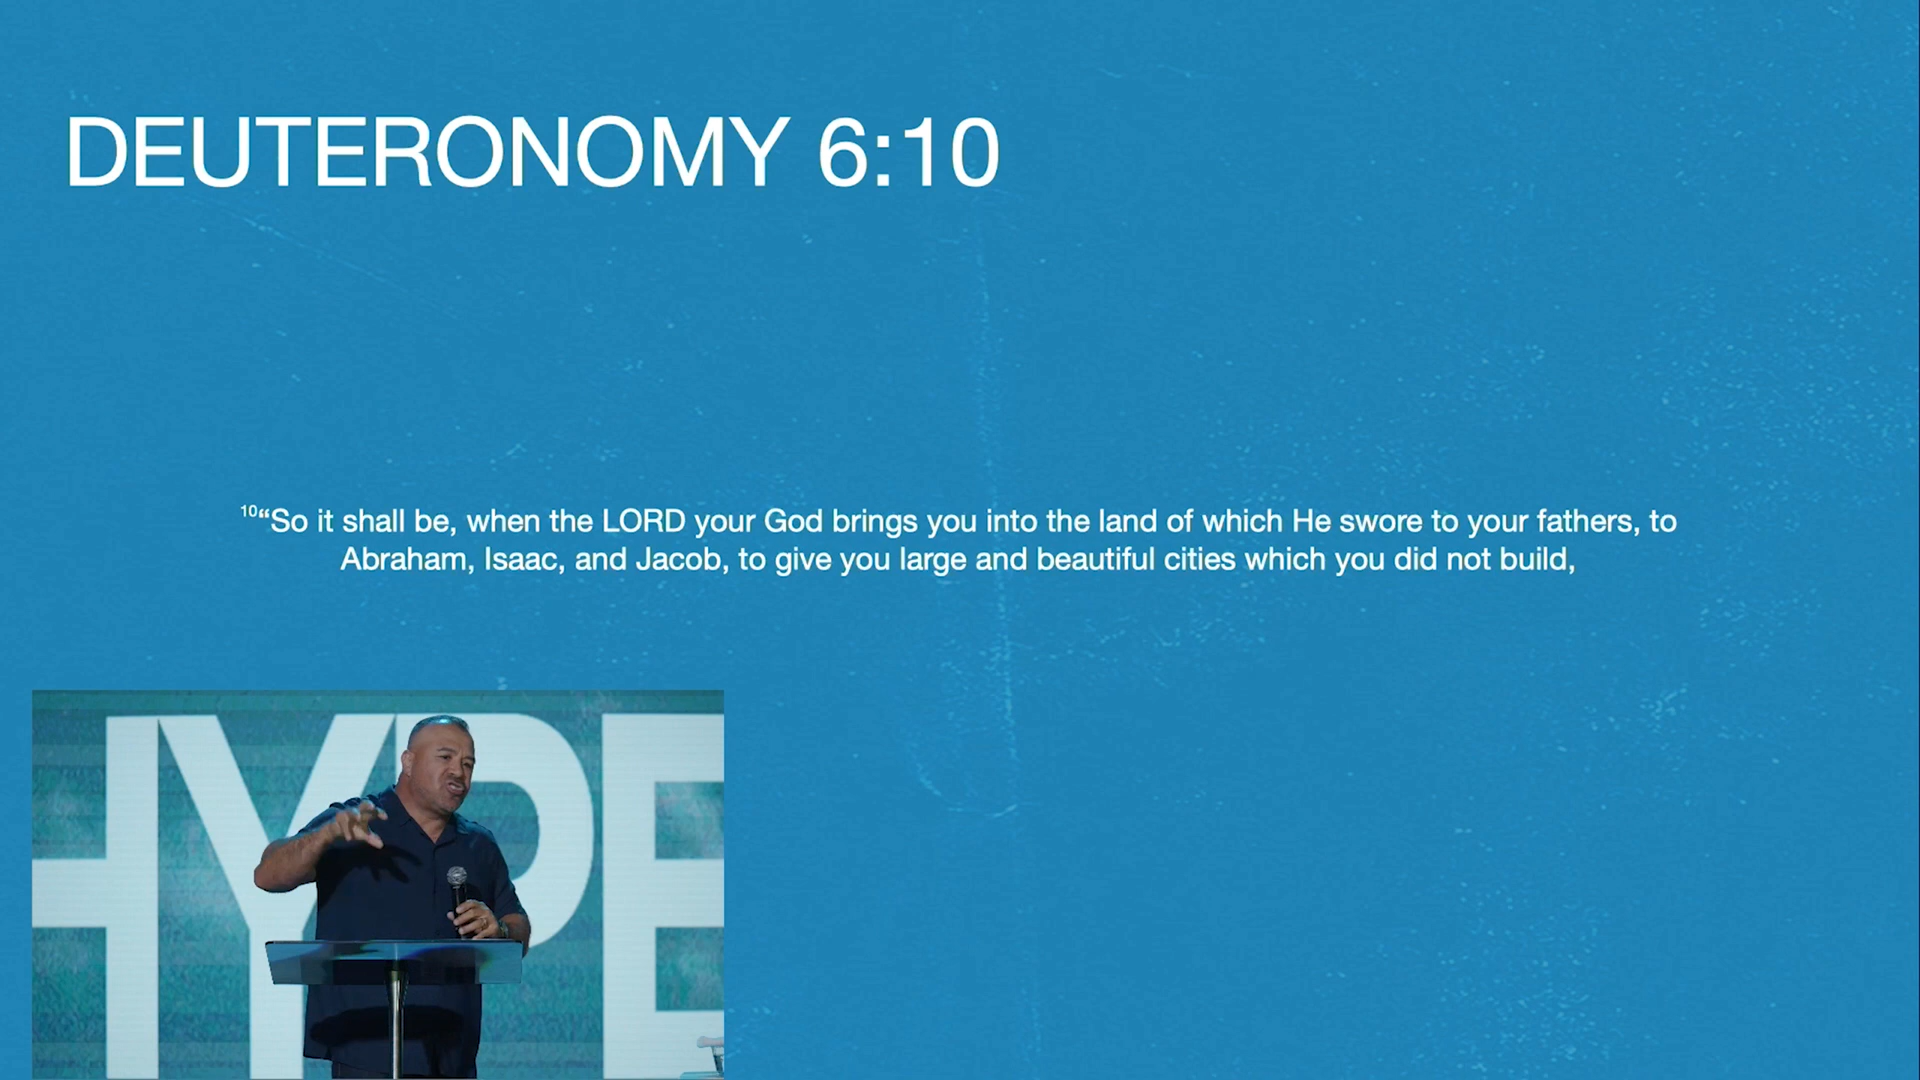 DEUTERONOMY 6:10
10“So it shall be, when the LORD your God brings you into the land of which He swore to your fathers, to
Abraham, Isaac, and Jacob, to give you large and beautiful cities which you did not build,
HYPE